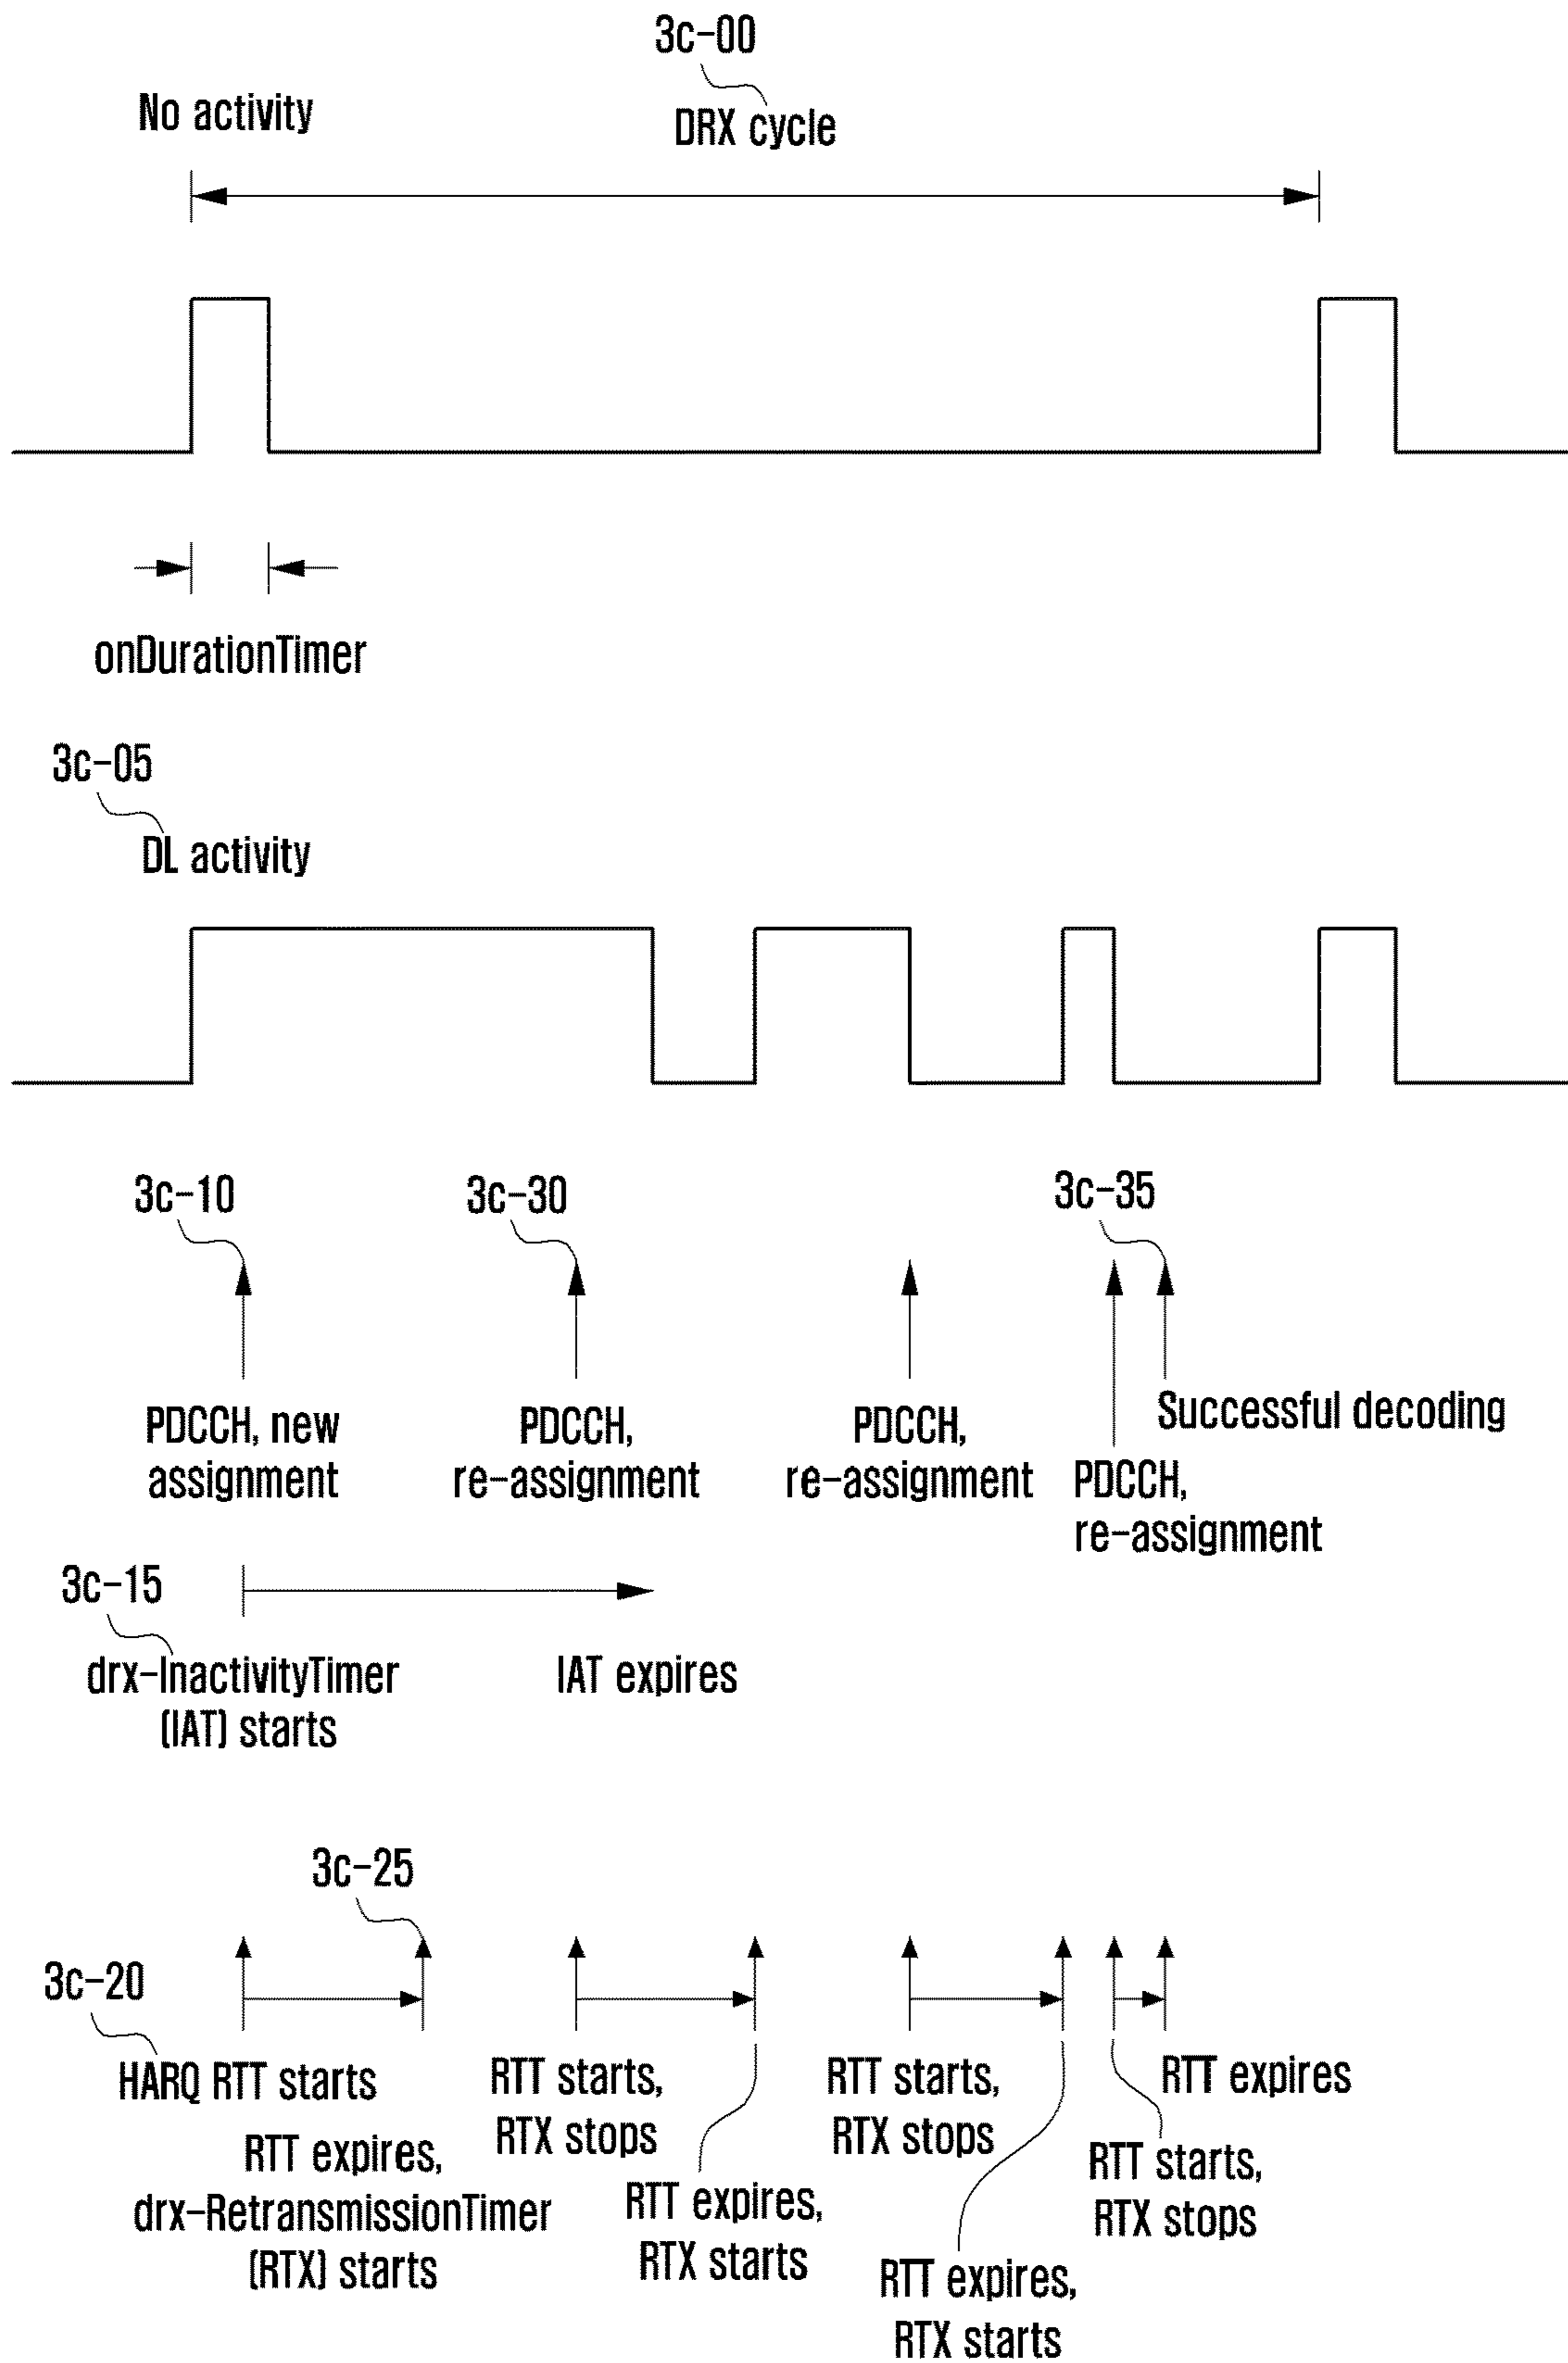 3c-00
No activity
DRX cycle
onDurationTimer
3c-05
DL activity
3c-10
3c-30
3c-35
PDCCH, new
assignment
PDCCH,
re-assignment
PDCCH,
re-assignment
Successful decoding
PDCCH,
re-assignment
3c-15
drx-InactivityTimer
(IAT) starts
IAT expires
3c-25
3c-20
HARQ RTT starts
RTT expires,
drx-RetransmissionTimer
(RTX) starts
RTT starts,
RTX stops
RTT expires,
RTX starts
RTT starts,
RTX stops
RTT expires,
RTX starts
RTT expires
RTT starts,
RTX stops